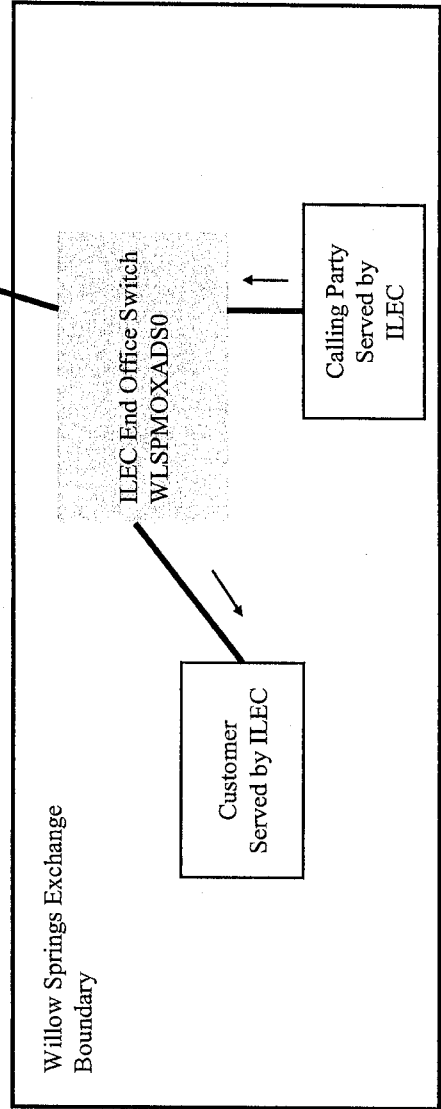 Willow Springs Exchange
Boundary
ILEC End Office Switch
WLSPMOXADS0
Customer
Served by ILEC
Calling Party
Served by
ILEC